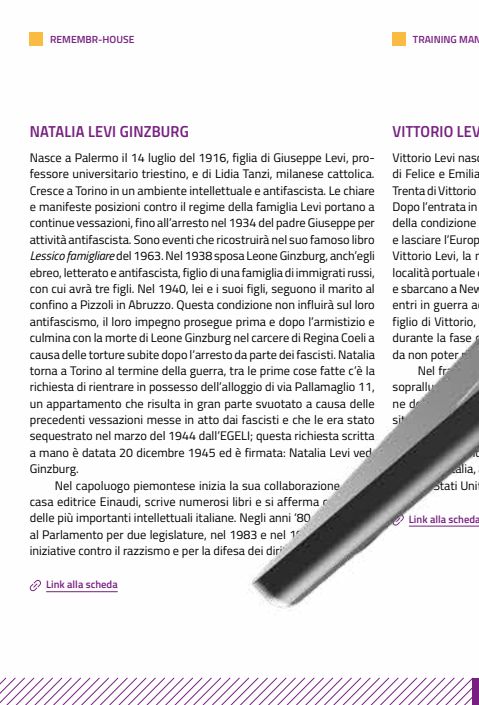 REMEMBR-HOUSE
TRAINING MAN
NATALIA LEVI GINZBURG
Nasce a Palermo il 14 luglio del 1916, figlia di Giuseppe Levi, pro-
fessore universitario triestino, e di Lidia Tanzi, milanese cattolica.
Cresce a Torino in un ambiente intellettuale e antifascista. Le chiare
e manifeste posizioni contro il regime della famiglia Levi portano a
continue vessazioni, fino all’arresto nel 1934 del padre Giuseppe per
attività antifascista. Sono eventi che ricostruirà nel suo famoso libro
Lessico famigliare del 1963. Nel 1938 sposa Leone Ginzburg, anch’egli
ebreo, letterato e antifascista, figlio di una famiglia di immigrati russi,
con cui avrà tre figli. Nel 1940, lei e i suoi figli, seguono il marito al
confino a Pizzoli in Abruzzo. Questa condizione non influirà sul loro
antifascismo, il loro impegno prosegue prima e dopo l’armistizio e
culmina con la morte di Leone Ginzburg nel carcere di Regina Coeli a
causa delle torture subite dopo l’arresto da parte dei fascisti. Natalia
torna a Torino al termine della guerra, tra le prime cose fatte c’è la
richiesta di rientrare in possesso dell’alloggio di via Pallamaglio 11,
un appartamento che risulta in gran parte svuotato a causa delle
precedenti vessazioni messe in atto dai fascisti e che le era stato
sequestrato nel marzo del 1944 dall’EGELI; questa richiesta scritta
a mano è datata 20 dicembre 1945 ed è firmata: Natalia Levi ved.
Ginzburg.
Nel capoluogo piemontese inizia la sua collaborazione
casa editrice Einaudi, scrive numerosi libri e si afferma
delle più importanti intellettuali italiane. Negli anni ’80
al Parlamento per due legislature, nel 1983 e nel
iniziative contro il razzismo e per la difesa dei
Link alla scheda
VITTORIO LEV
Vittorio Levi nasc
di Felice e Emilia
Trenta di Vittorio
Dopo l’entrata in
della condizione
e lasciare l’Europ
Vittorio Levi, la m
località portuale
e sbarcano a New
entri in guerra a
figlio di Vittorio,
durante la fase
da non poter
Nel
soprallu
ne
Stati Unit
Link alla scheda